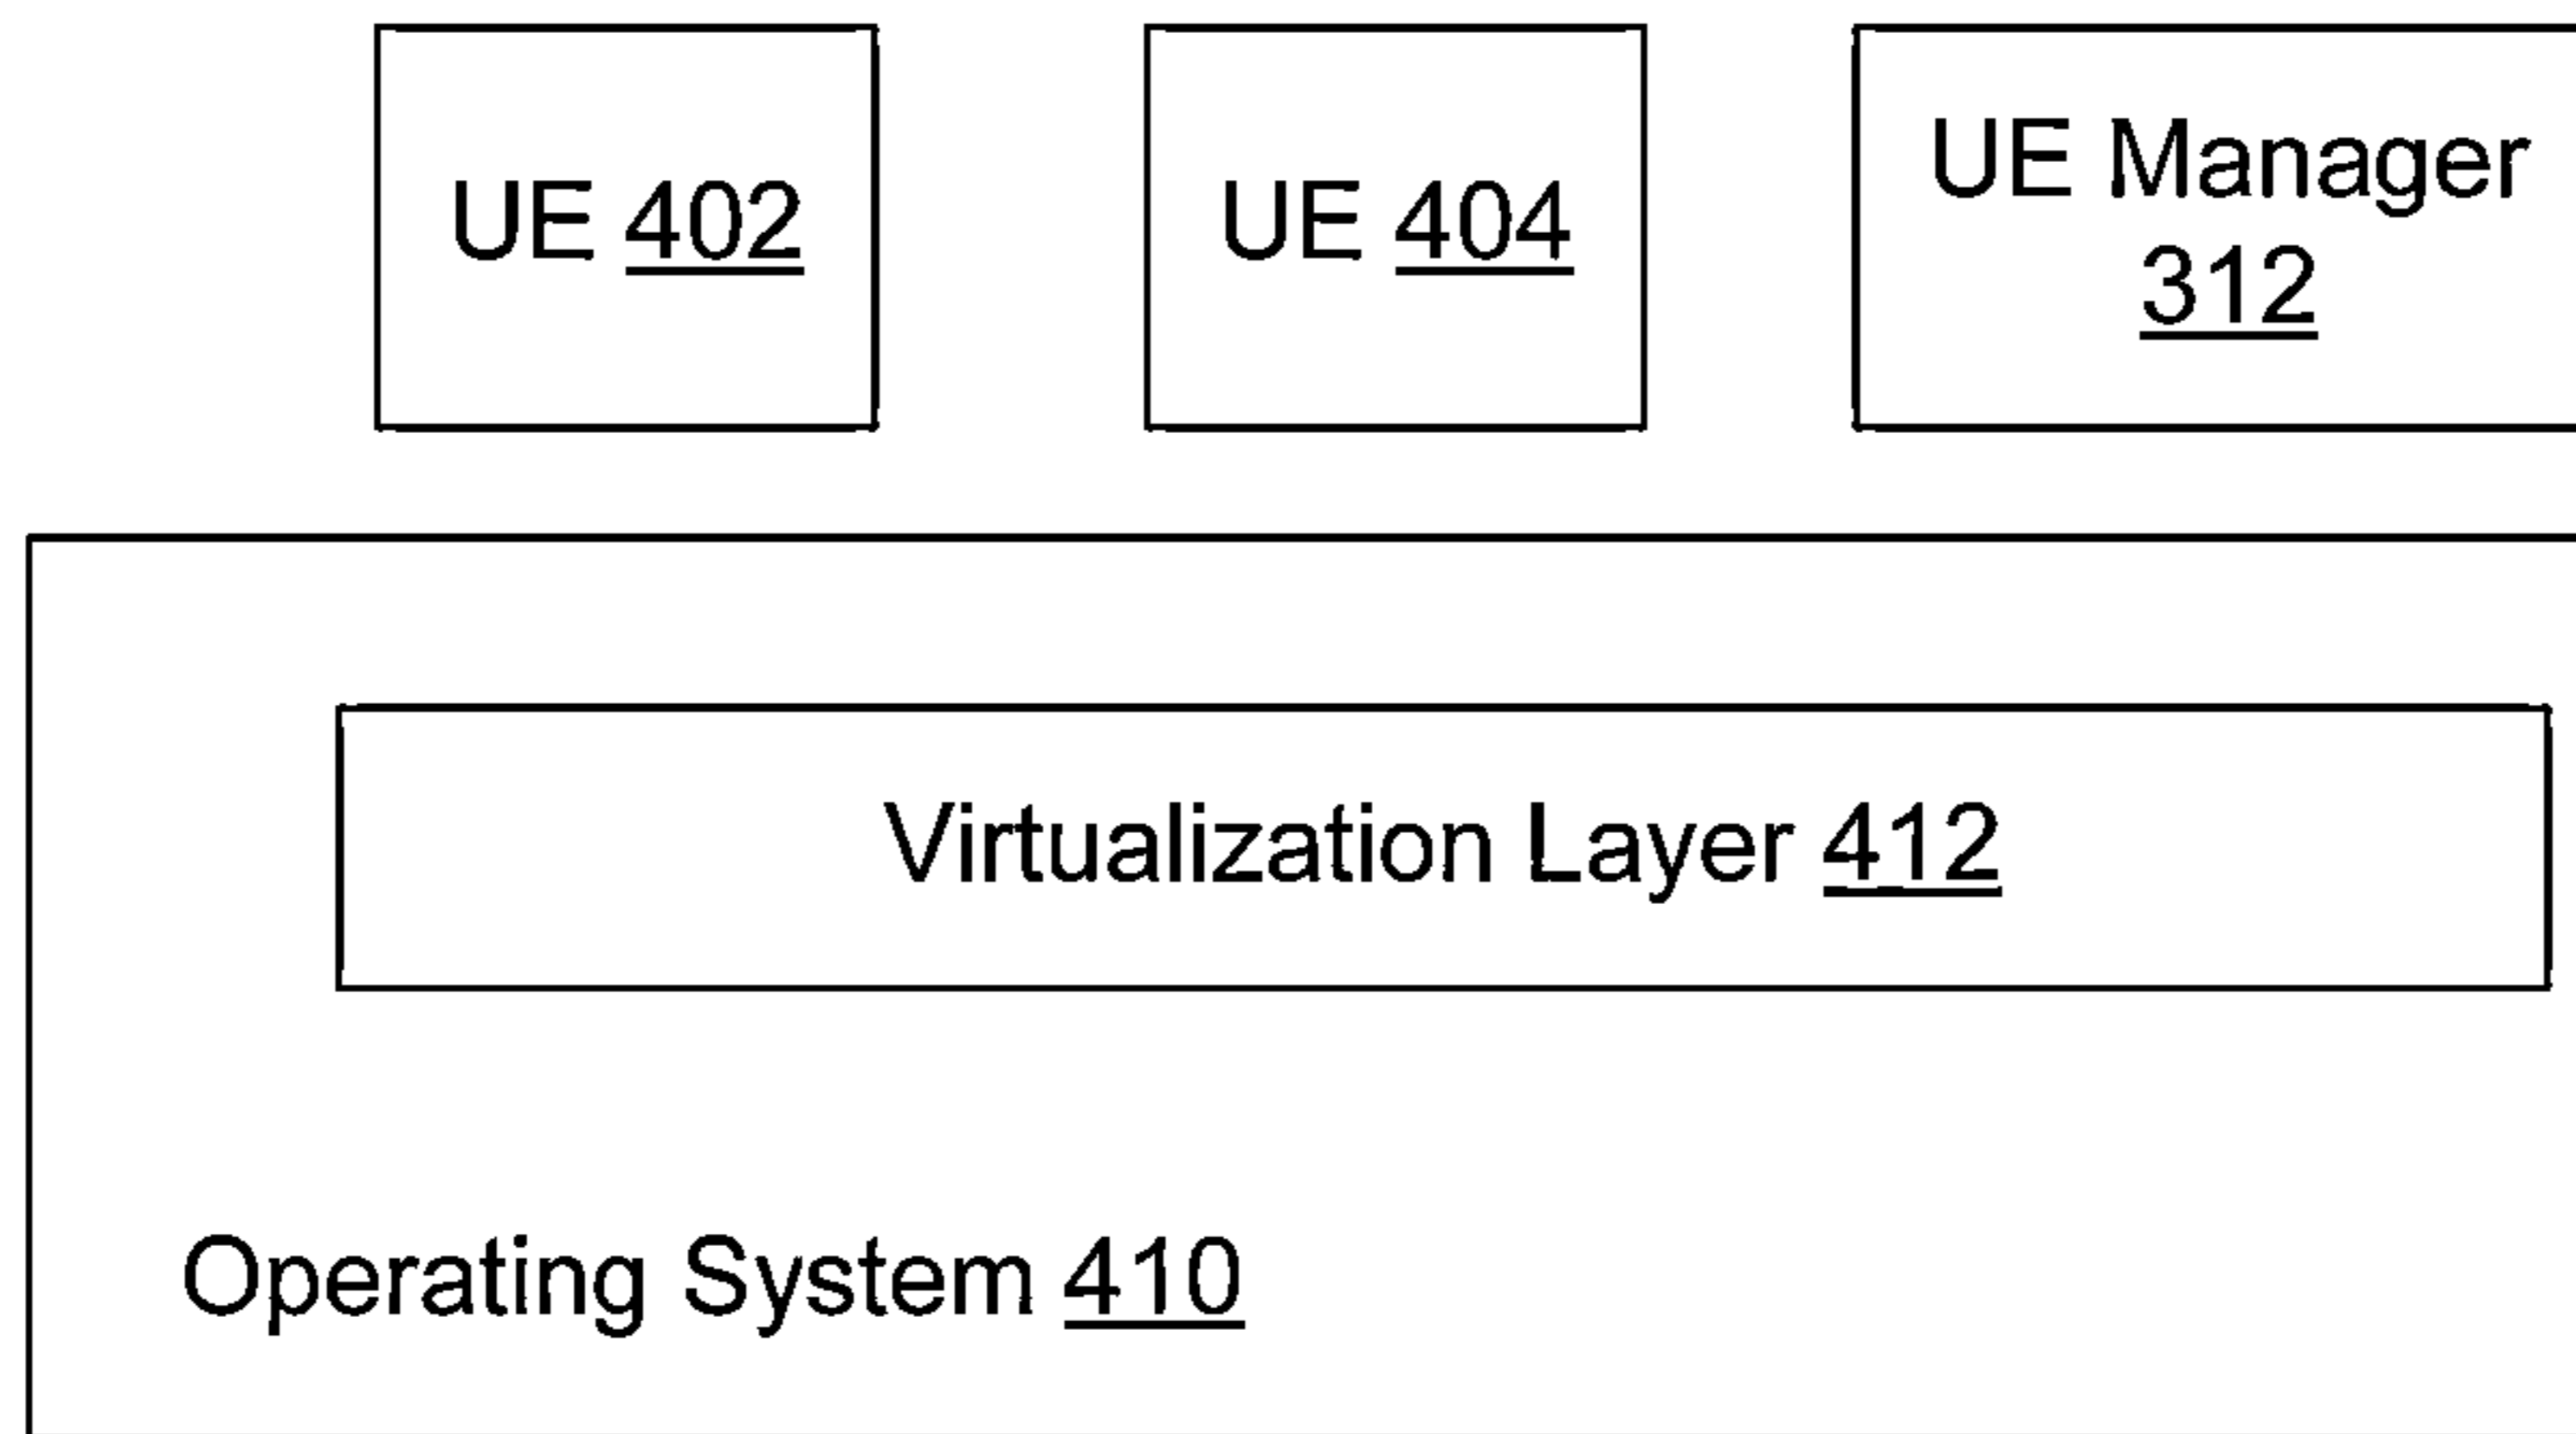 UE 402
UE 404
UE Manager
312
Virtualization Layer 412
Operating System 410